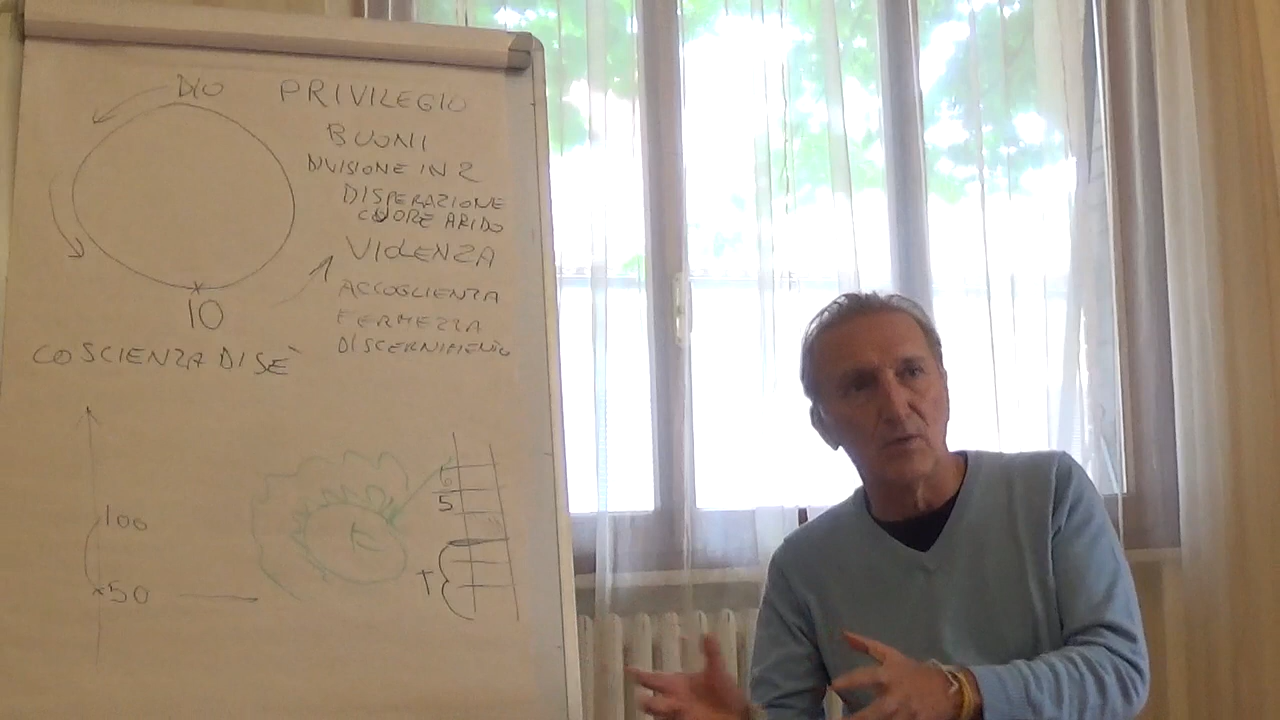 DIO PRIVILEGIO
BUONI
DIVISIONE IN 2
DISPERAZIONE
CUORE ARIDO
VIOLENZA
ACCOGLIENZA
FERMEZZA
DISCERNIMENTO
IO
COSCIENZA DI SÈ
100
50
6
5
T
E